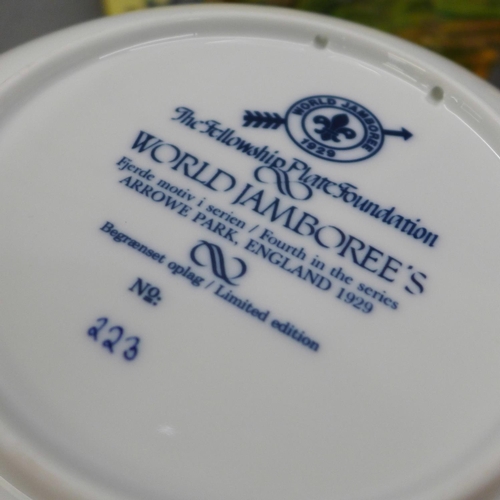 WORLD JAMBOREE
1929
The Fellowship Plate Foundation
WORLD JAMBOREE'S
Fjerde motiv i serien / Fourth in the series
ARROWE PARK, ENGLAND 1929
Begrænset oplag / Limited edition
No:
223